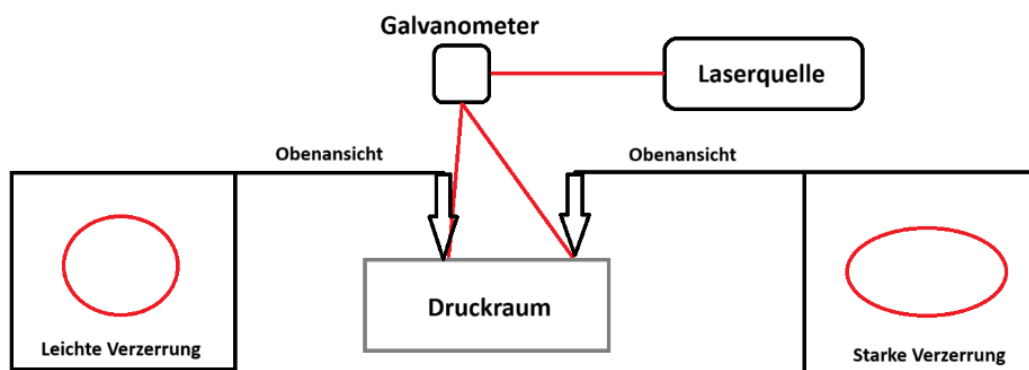 Galvanometer
Laserquelle
Obenansicht
Obenansicht
Druckraum
Leichte Verzerrung
Starke Verzerrung